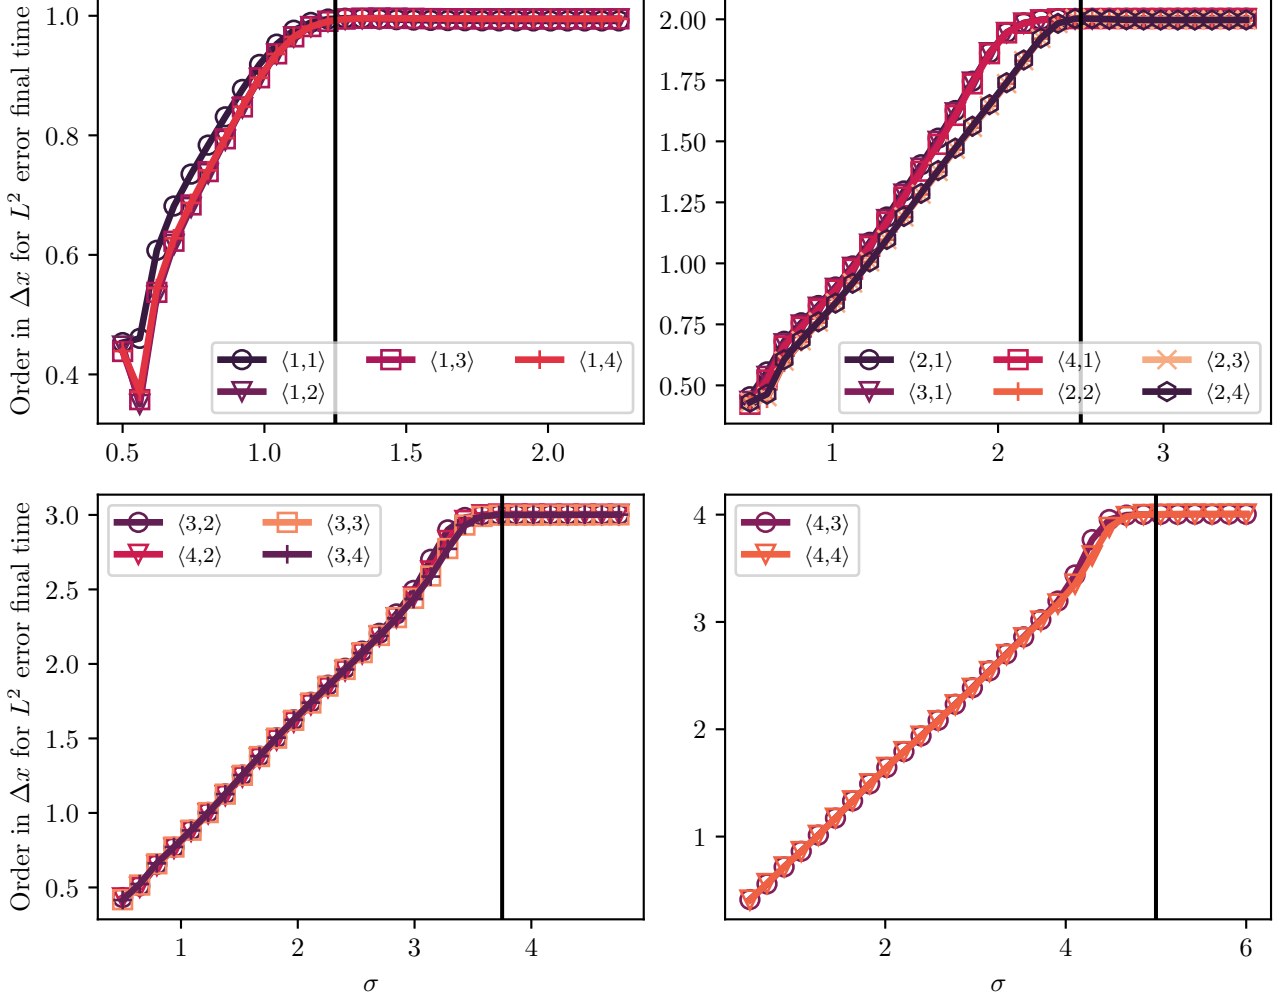 Order in Δx for L² error final time
1.0
0.8
0.6
0.4
0.5 1.0 1.5 2.0
⟨1,1⟩ ⟨1,3⟩ ⟨1,4⟩
⟨1,2⟩
2.00
1.75
1.50
1.25
1.00
0.75
0.50
1 2 3
⟨2,1⟩ ⟨4,1⟩ ⟨2,3⟩
⟨3,1⟩ ⟨2,2⟩ ⟨2,4⟩
Order in Δx for L² error final time
3.0
2.5
2.0
1.5
1.0
0.5
1 2 3 4
σ
⟨3,2⟩ ⟨3,3⟩
⟨4,2⟩ ⟨3,4⟩
4
3
2
1
2 4 6
σ
⟨4,3⟩
⟨4,4⟩